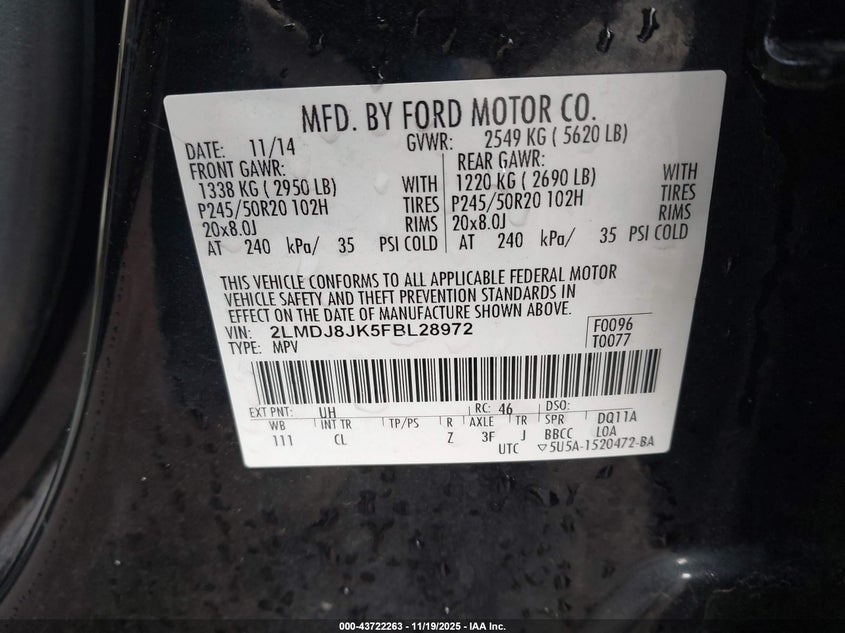 MFD. BY FORD MOTOR CO.
DATE: 11/14 GVWR: 2549 KG ( 5620 LB)
FRONT GAWR: REAR GAWR:
1338 KG ( 2950 LB) WITH 1220 KG ( 2690 LB) WITH
P245/50R20 102H TIRES P245/50R20 102H TIRES
20x8.0J RIMS 20x8.0J RIMS
AT 240 kPa/ 35 PSI COLD AT 240 kPa/ 35 PSI COLD
THIS VEHICLE CONFORMS TO ALL APPLICABLE FEDERAL MOTOR
VEHICLE SAFETY AND THEFT PREVENTION STANDARDS IN
EFFECT ON THE DATE OF MANUFACTURE SHOWN ABOVE.
VIN: 2LMDJ8JK5FBL28972 F0096
TYPE: MPV T0077
EXT PNT: UH RC: 46 DSO:
WB INT TR TP/PS R AXLE TR SPR DQ11A
111 CL Z 3F J BBCC LOA
UTC ▽5U5A-1520472-BA
000-43722263 - 11/19/2025 - IAA Inc.